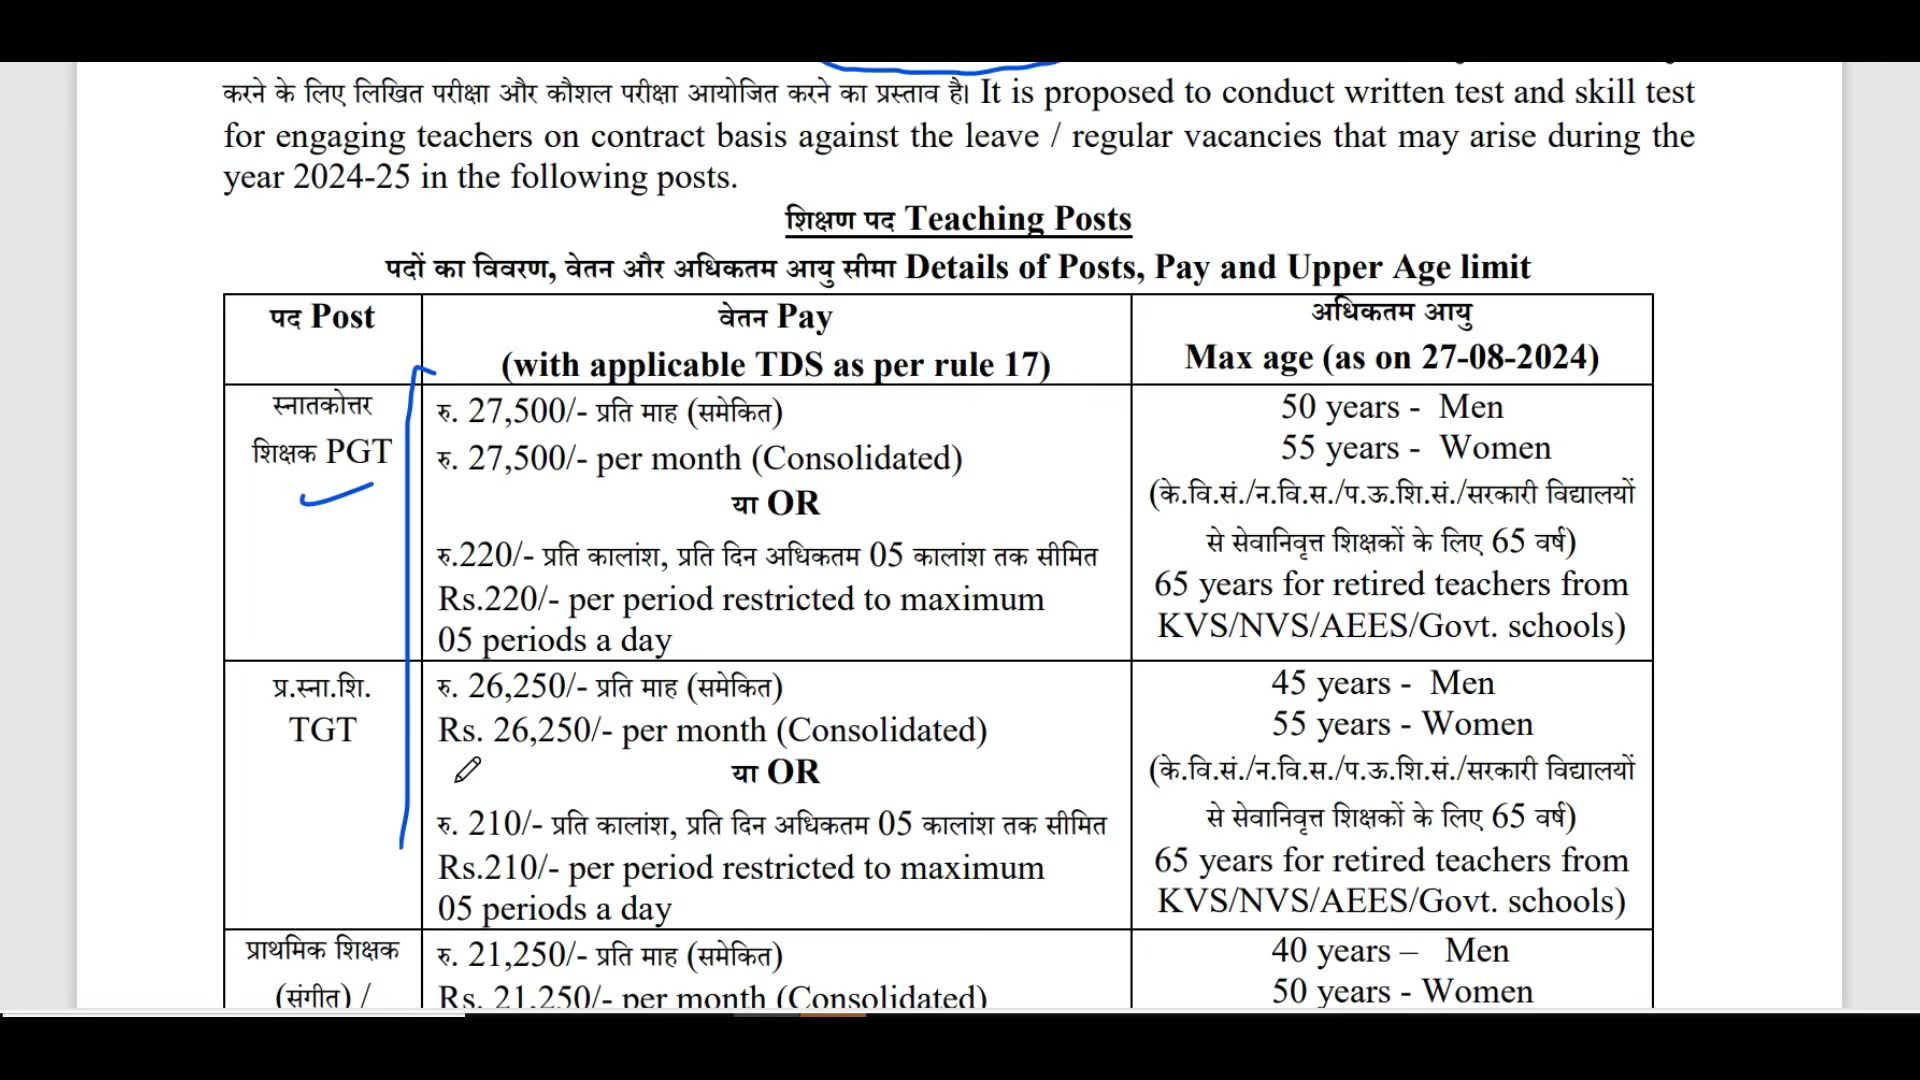 करने के लिए लिखित परीक्षा और कौशल परीक्षा आयोजित करने का प्रस्ताव है। It is proposed to conduct written test and skill test
for engaging teachers on contract basis against the leave / regular vacancies that may arise during the
year 2024-25 in the following posts.
शिक्षण पद Teaching Posts
पदों का विवरण, वेतन और अधिकतम आयु सीमा Details of Posts, Pay and Upper Age limit
पद Post
वेतन Pay
(with applicable TDS as per rule 17)
अधिकतम आयु
Max age (as on 27-08-2024)
स्नातकोत्तर
शिक्षक PGT
रु. 27,500/- प्रति माह (समेकित)
रु. 27,500/- per month (Consolidated)
या OR
रु.220/- प्रति कालांश, प्रति दिन अधिकतम 05 कालांश तक सीमित
Rs.220/- per period restricted to maximum
05 periods a day
50 years - Men
55 years - Women
(के.वि.सं./न.वि.स./प.ऊ.शि.सं./सरकारी विद्यालयों
से सेवानिवृत्त शिक्षकों के लिए 65 वर्ष)
65 years for retired teachers from
KVS/NVS/AEES/Govt. schools)
प्र.स्ना.शि.
TGT
रु. 26,250/- प्रति माह (समेकित)
Rs. 26,250/- per month (Consolidated)
या OR
रु. 210/- प्रति कालांश, प्रति दिन अधिकतम 05 कालांश तक सीमित
Rs.210/- per period restricted to maximum
05 periods a day
45 years - Men
55 years - Women
(के.वि.सं./न.वि.स./प.ऊ.शि.सं./सरकारी विद्यालयों
से सेवानिवृत्त शिक्षकों के लिए 65 वर्ष)
65 years for retired teachers from
KVS/NVS/AEES/Govt. schools)
प्राथमिक शिक्षक
(संगीत) /
रु. 21,250/- प्रति माह (समेकित)
Rs. 21,250/- per month (Consolidated)
40 years – Men
50 years - Women